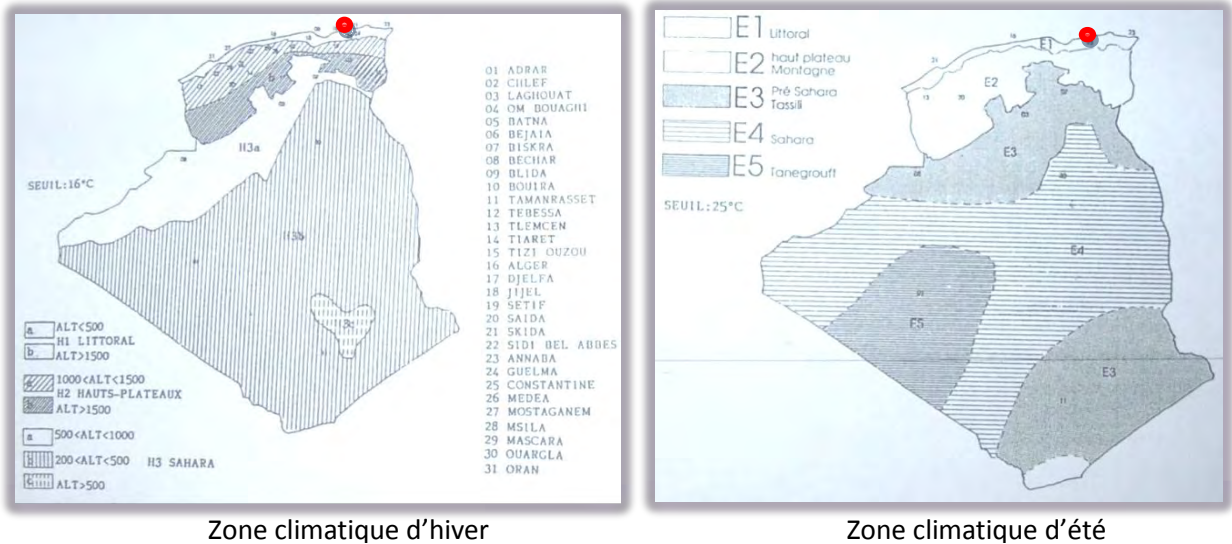 01 ADRAR
02 CHLEF
03 LAGHOUAT
04 OM BOUAGHI
05 BATNA
06 BEJAIA
07 BISKRA
08 BECHAR
09 BLIDA
10 BOUIRA
11 TAMANRASSET
12 TEBESSA
13 TLEMCEN
14 TIARET
15 TIZI OUZOU
16 ALGER
17 DJELFA
18 JIJEL
19 SETIF
20 SAIDA
21 SKIDA
22 SIDI BEL ABBES
23 ANNABA
24 GUELMA
25 CONSTANTINE
26 MEDEA
27 MOSTAGANEM
28 MSILA
29 MASCARA
30 OUARGLA
31 ORAN
H3a
H3b
SEUIL:16°C
a ALT<500
H1 LITTORAL
b ALT>1500
1000<ALT<1500
H2 HAUTS-PLATEAUX
ALT>1500
a 500<ALT<1000
b 200<ALT<500 H3 SAHARA
c ALT>500
Zone climatique d'hiver
E1 Littoral
E2 haut plateau
Montagne
E3 Pré Sahara
Tassili
E4 Sahara
E5 Tanegrouft
SEUIL:25°C
E1
E2
E3
E4
E5
E3
Zone climatique d'été